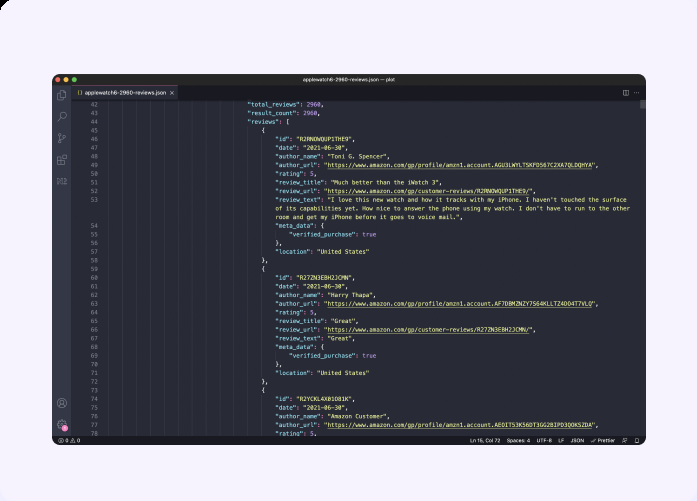 applewatch6-2960-reviews.json — plot
{} applewatch6-2960-reviews.json ×
42 "total_reviews": 2960,
43 "result_count": 2960,
44 "reviews": [
45 {
46 "id": "R2RNOWQUP1THE9",
47 "date": "2021-06-30",
48 "author_name": "Toni G. Spencer",
49 "author_url": "https://www.amazon.com/gp/profile/amzn1.account.AGU3LWYLTSKFD567C2XA7QLDQHYA",
50 "rating": 5,
51 "review_title": "Much better than the iWatch 3",
52 "review_url": "https://www.amazon.com/gp/customer-reviews/R2RNOWQUP1THE9/",
53 "review_text": "I love this new watch and how it tracks with my iPhone. I haven't touched the surface
of its capabilities yet. How nice to answer the phone using my watch. I don't have to run to the other
room and get my iPhone before it goes to voice mail.",
54 "meta_data": {
55 "verified_purchase": true
56 },
57 "location": "United States"
58 },
59 {
60 "id": "R27ZN3EBH2JCMN",
61 "date": "2021-06-30",
62 "author_name": "Harry Thapa",
63 "author_url": "https://www.amazon.com/gp/profile/amzn1.account.AF7DBMZNZY7S64KLLTZ4OO4T7VLQ",
64 "rating": 5,
65 "review_title": "Great",
66 "review_url": "https://www.amazon.com/gp/customer-reviews/R27ZN3EBH2JCMN/",
67 "review_text": "Great",
68 "meta_data": {
69 "verified_purchase": true
70 },
71 "location": "United States"
72 },
73 {
74 "id": "R2YCKL4X01D81K",
75 "date": "2021-06-30",
76 "author_name": "Amazon Customer",
77 "author_url": "https://www.amazon.com/gp/profile/amzn1.account.AEDIT53K56DT3GG2BIPD3QOKSZDA",
78 "rating": 5,
0 0 Ln 15, Col 72 Spaces: 4 UTF-8 LF JSON Prettier